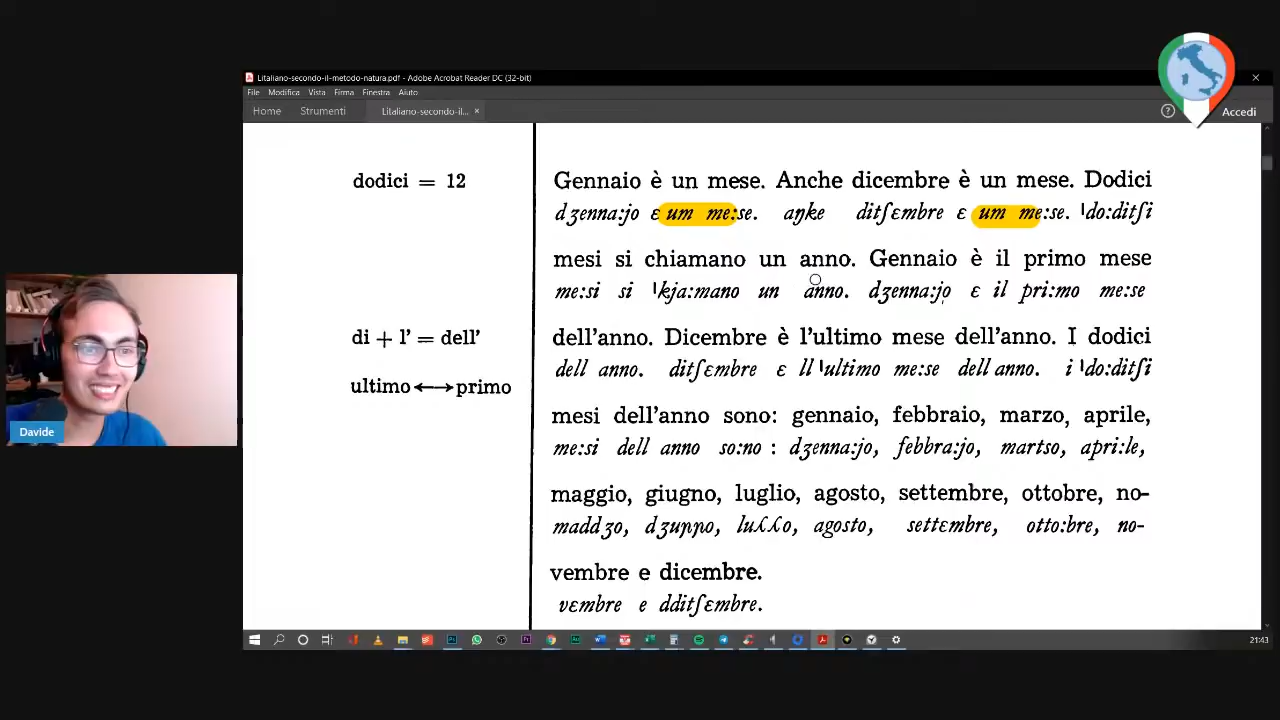 Litaliano-secondo-il-metodo-natura.pdf - Adobe Acrobat Reader DC (32-bit)
File Modifica Vista Firma Finestra Aiuto
Home Strumenti Litaliano-secondo-il-... × Accedi
dodici = 12
di + l' = dell'
ultimo ⟷ primo
Gennaio è un mese. Anche dicembre è un mese. Dodici
dʒenna:jo ɛ um me:se. aŋke ditʃɛmbre ɛ um me:se. ˈdo:ditʃi
mesi si chiamano un anno. Gennaio è il primo mese
me:si si ˈkja:mano un anno. dʒenna:jo ɛ il pri:mo me:se
dell'anno. Dicembre è l'ultimo mese dell'anno. I dodici
dell anno. ditʃɛmbre ɛ ll ˈultimo me:se dell anno. i ˈdo:ditʃi
mesi dell'anno sono: gennaio, febbraio, marzo, aprile,
me:si dell anno so:no : dʒenna:jo, febbra:jo, martso, apri:le,
maggio, giugno, luglio, agosto, settembre, ottobre, no-
maddʒo, dʒuɲɲo, luʎʎo, agosto, settɛmbre, otto:bre, no-
vembre e dicembre.
vɛmbre e dditʃɛmbre.
Davide
21:43